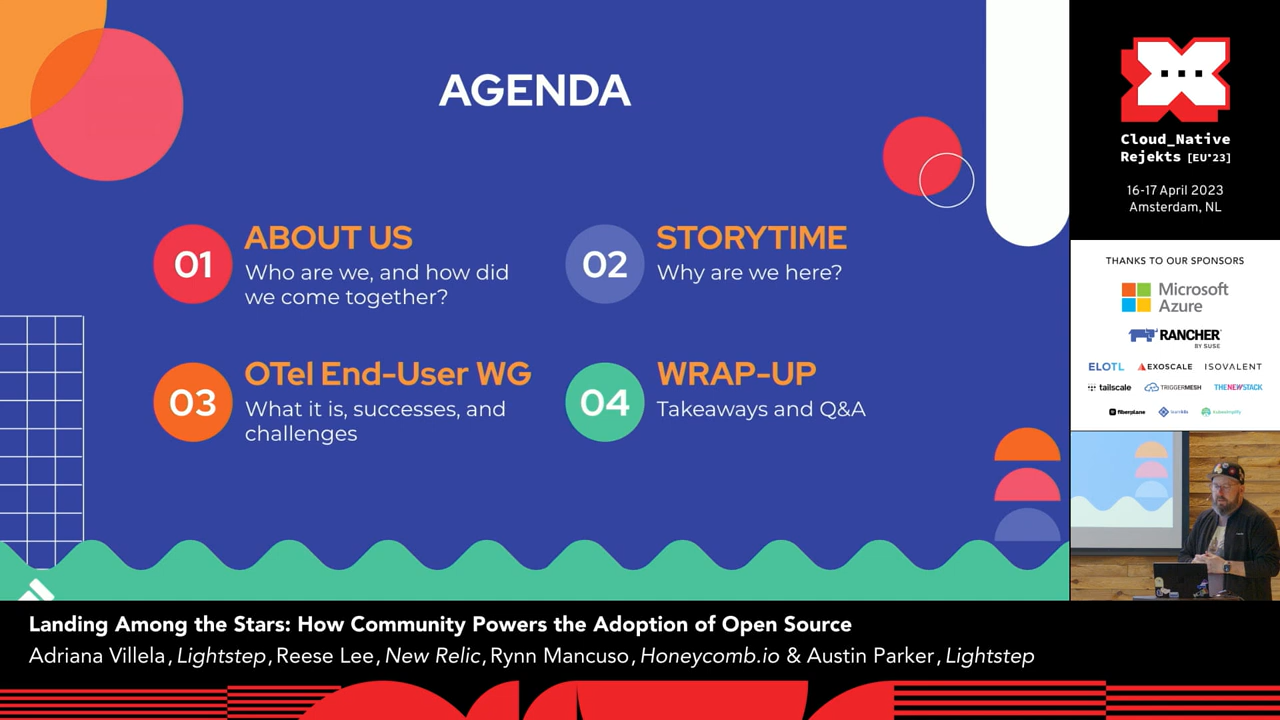 AGENDA
01
ABOUT US
Who are we, and how did
we come together?
02
STORYTIME
Why are we here?
03
OTel End-User WG
What it is, successes, and
challenges
04
WRAP-UP
Takeaways and Q&A
Cloud_Native
Rejekts [EU'23]
16-17 April 2023
Amsterdam, NL
THANKS TO OUR SPONSORS
Microsoft
Azure
RANCHER
BY SUSE
ELOTL
EXOSCALE
ISOVALENT
tailscale
TRIGGERMESH
THENEWSTACK
fiberplane
Landing Among the Stars: How Community Powers the Adoption of Open Source
Adriana Villela, Lightstep, Reese Lee, New Relic, Rynn Mancuso, Honeycomb.io & Austin Parker, Lightstep